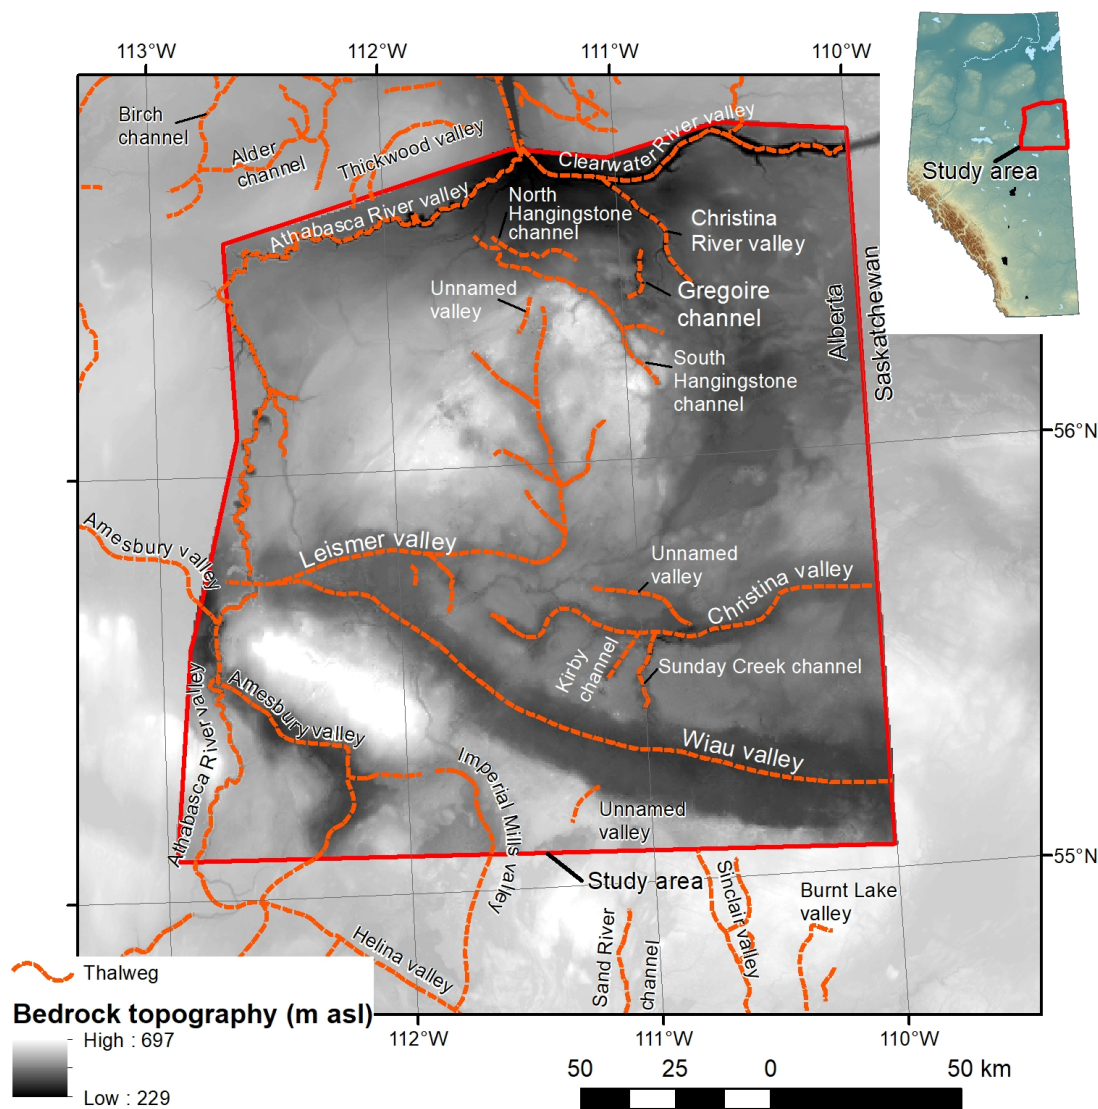 113°W
112°W
111°W
110°W
Birch
channel
Alder
channel
Thickwood valley
Clearwater River valley
Athabasca River valley
North
Hangingstone
channel
Christina
River valley
Unnamed
valley
Gregoire
channel
South
Hangingstone
channel
Alberta
Saskatchewan
Study area
56°N
Amesbury valley
Leismer valley
Unnamed
valley
Christina valley
Kirby
channel
Sunday Creek channel
Amesbury valley
Athabasca River valley
Wiau valley
Imperial Mills valley
Unnamed
valley
55°N
Study area
Sinclair valley
Burnt Lake
valley
Helina valley
Sand River
channel
Thalweg
Bedrock topography (m asl)
High : 697
Low : 229
112°W
111°W
110°W
50 25 0 50 km